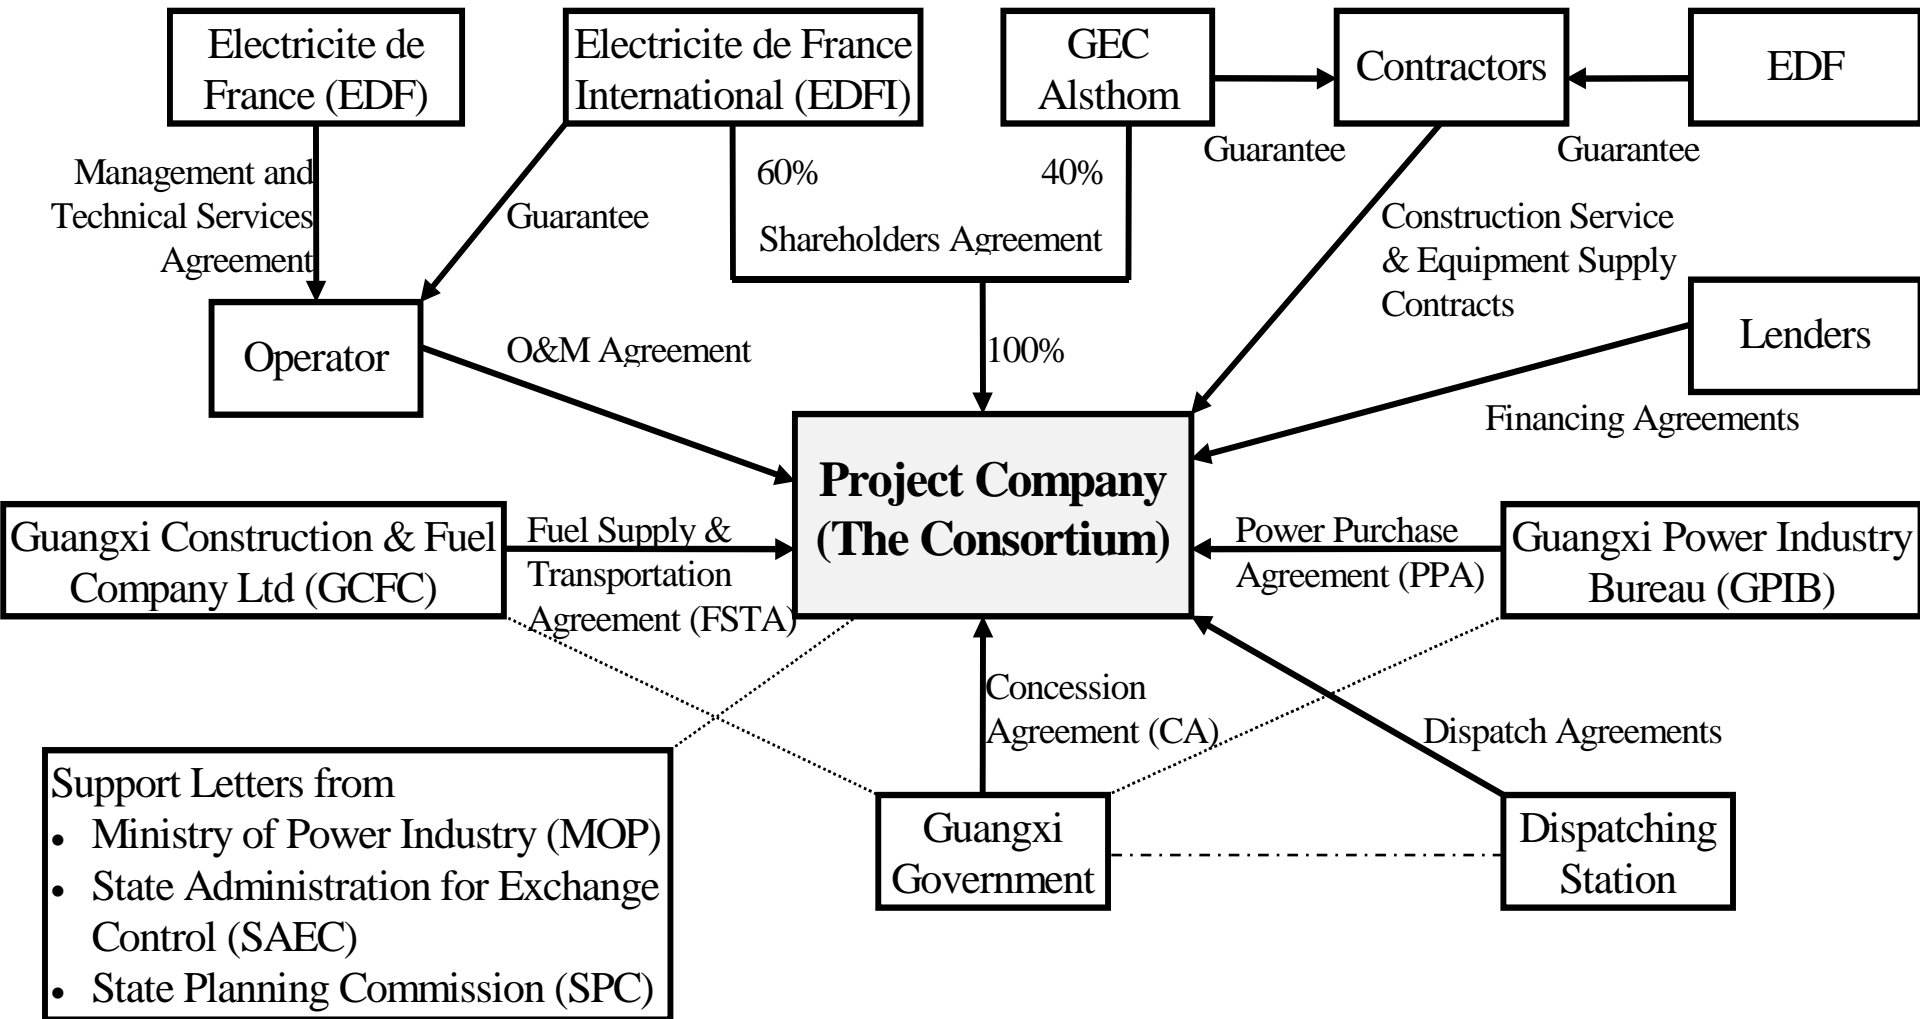 Electricite de
France (EDF)
Electricite de France
International (EDFI)
GEC
Alsthom
Contractors
EDF
Guarantee
Guarantee
Management and
Technical Services
Agreement
Guarantee
60%
40%
Shareholders Agreement
Construction Service
& Equipment Supply
Contracts
Operator
O&M Agreement
100%
Lenders
Financing Agreements
Project Company
(The Consortium)
Guangxi Construction & Fuel
Company Ltd (GCFC)
Fuel Supply &
Transportation
Agreement (FSTA)
Power Purchase
Agreement (PPA)
Guangxi Power Industry
Bureau (GPIB)
Concession
Agreement (CA)
Dispatch Agreements
Support Letters from
• Ministry of Power Industry (MOP)
• State Administration for Exchange
Control (SAEC)
• State Planning Commission (SPC)
Guangxi
Government
Dispatching
Station